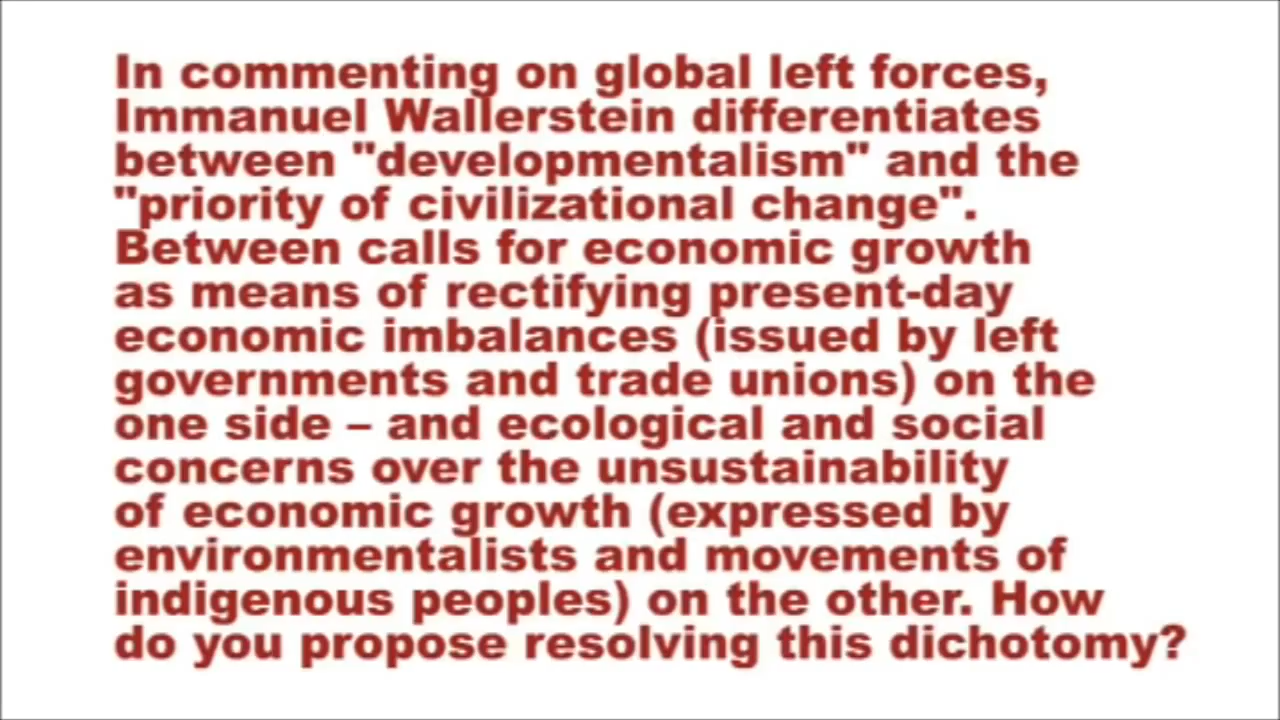 In commenting on global left forces,
Immanuel Wallerstein differentiates
between "developmentalism" and the
"priority of civilizational change".
Between calls for economic growth
as means of rectifying present-day
economic imbalances (issued by left
governments and trade unions) on the
one side – and ecological and social
concerns over the unsustainability
of economic growth (expressed by
environmentalists and movements of
indigenous peoples) on the other. How
do you propose resolving this dichotomy?